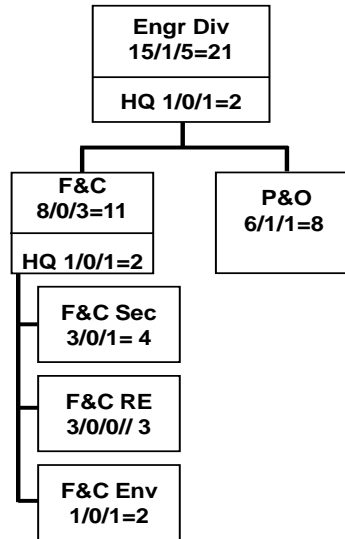 Engr Div
15/1/5=21
HQ 1/0/1=2
F&C
8/0/3=11
HQ 1/0/1=2
P&O
6/1/1=8
F&C Sec
3/0/1= 4
F&C RE
3/0/0// 3
F&C Env
1/0/1=2